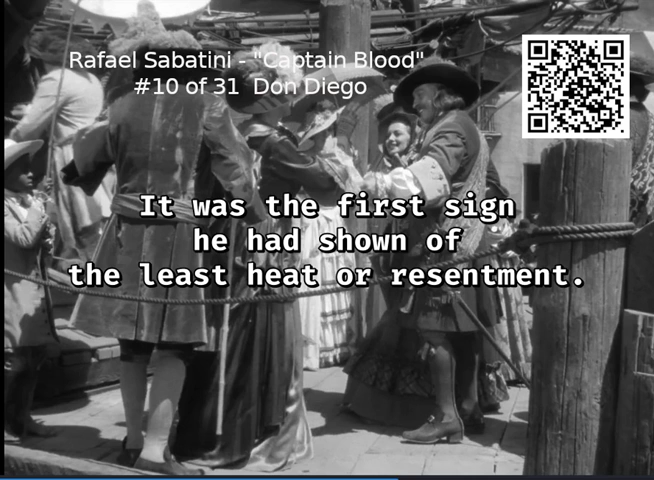 Rafael Sabatini - "Captain Blood"
#10 of 31  Don Diego
It was the first sign
he had shown of
the least heat or resentment.